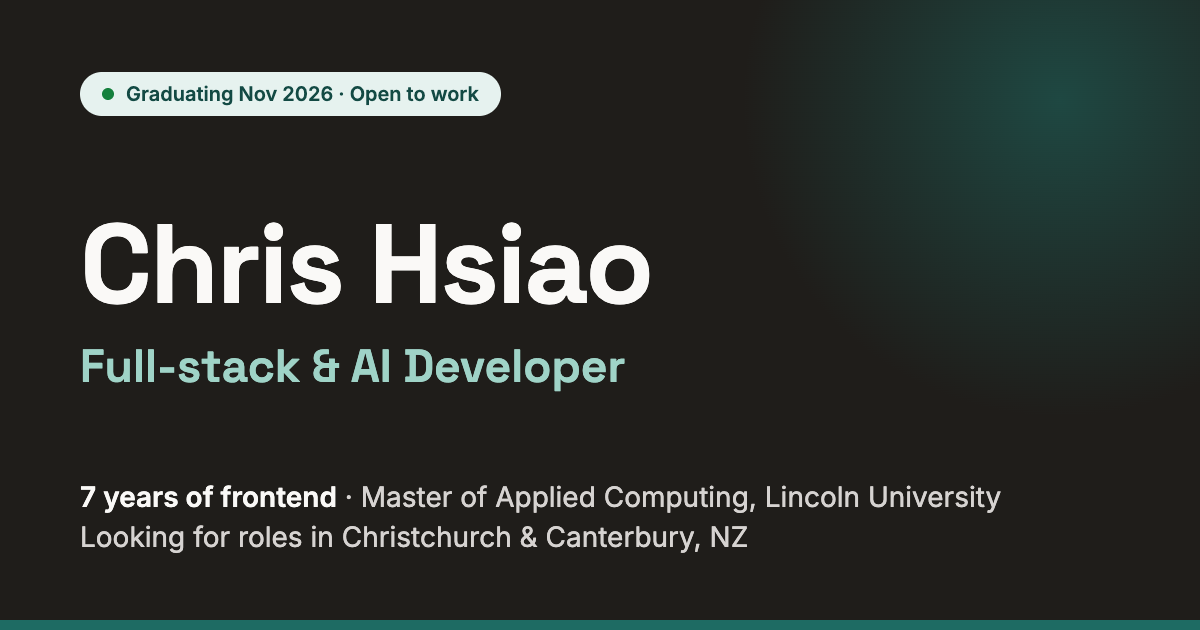 Graduating Nov 2026 · Open to work
Chris Hsiao
Full-stack & AI Developer
7 years of frontend · Master of Applied Computing, Lincoln University
Looking for roles in Christchurch & Canterbury, NZ